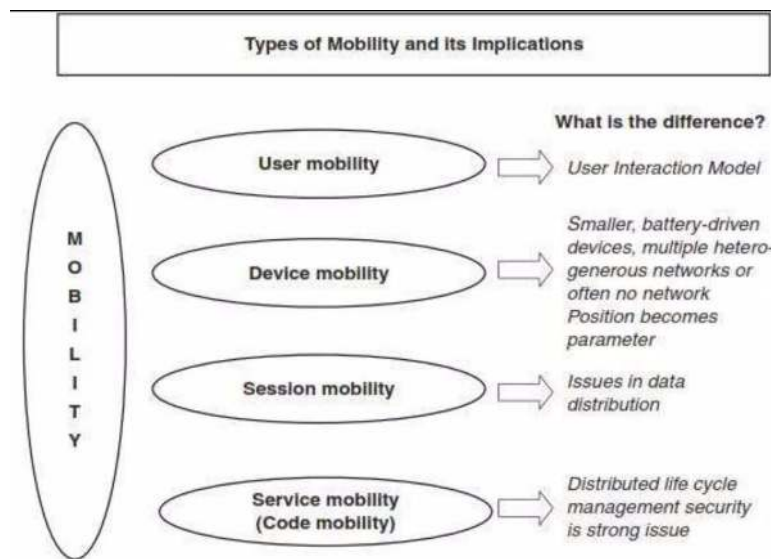 Types of Mobility and its Implications
What is the difference?
MOBILITY
User mobility
User Interaction Model
Device mobility
Smaller, battery-driven
devices, multiple hetero-
generous networks or
often no network
Position becomes
parameter
Session mobility
Issues in data
distribution
Service mobility
(Code mobility)
Distributed life cycle
management security
is strong issue